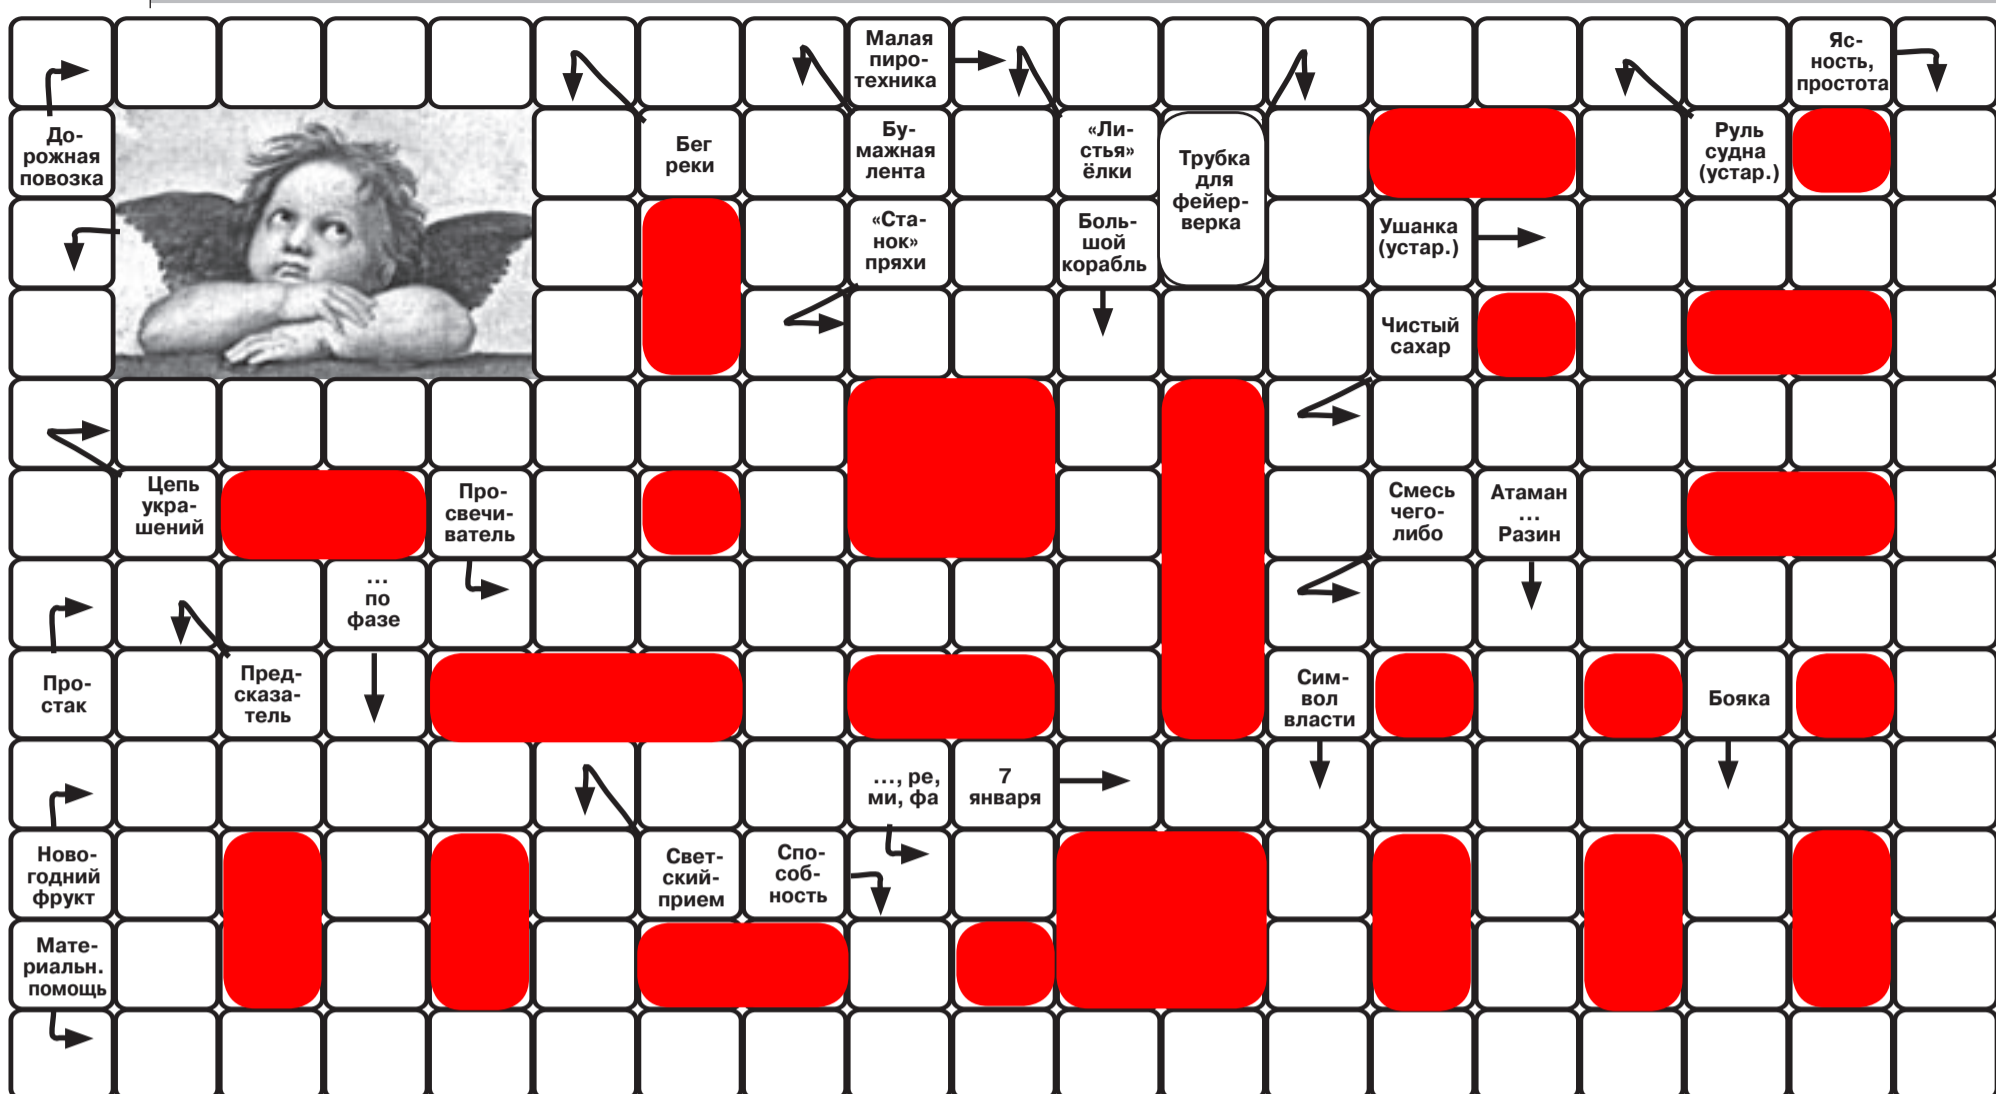 Малая
пиро-
техника
Яс-
ность,
простота
До-
рожная
повозка
Бег
реки
Бу-
мажная
лента
«Ли-
стья»
ёлки
Трубка
для
фейер-
верка
Руль
судна
(устар.)
«Ста-
нок»
пряхи
Боль-
шой
корабль
Ушанка
(устар.)
Чистый
сахар
Цепь
укра-
шений
Про-
свечи-
ватель
Смесь
чего-
либо
Атаман
...
Разин
...
по
фазе
Про-
стак
Пред-
сказа-
тель
Сим-
вол
власти
Бояка
..., ре,
ми, фа
7
января
Ново-
годний
фрукт
Свет-
ский-
прием
Спо-
соб-
ность
Мате-
риальн.
помощь